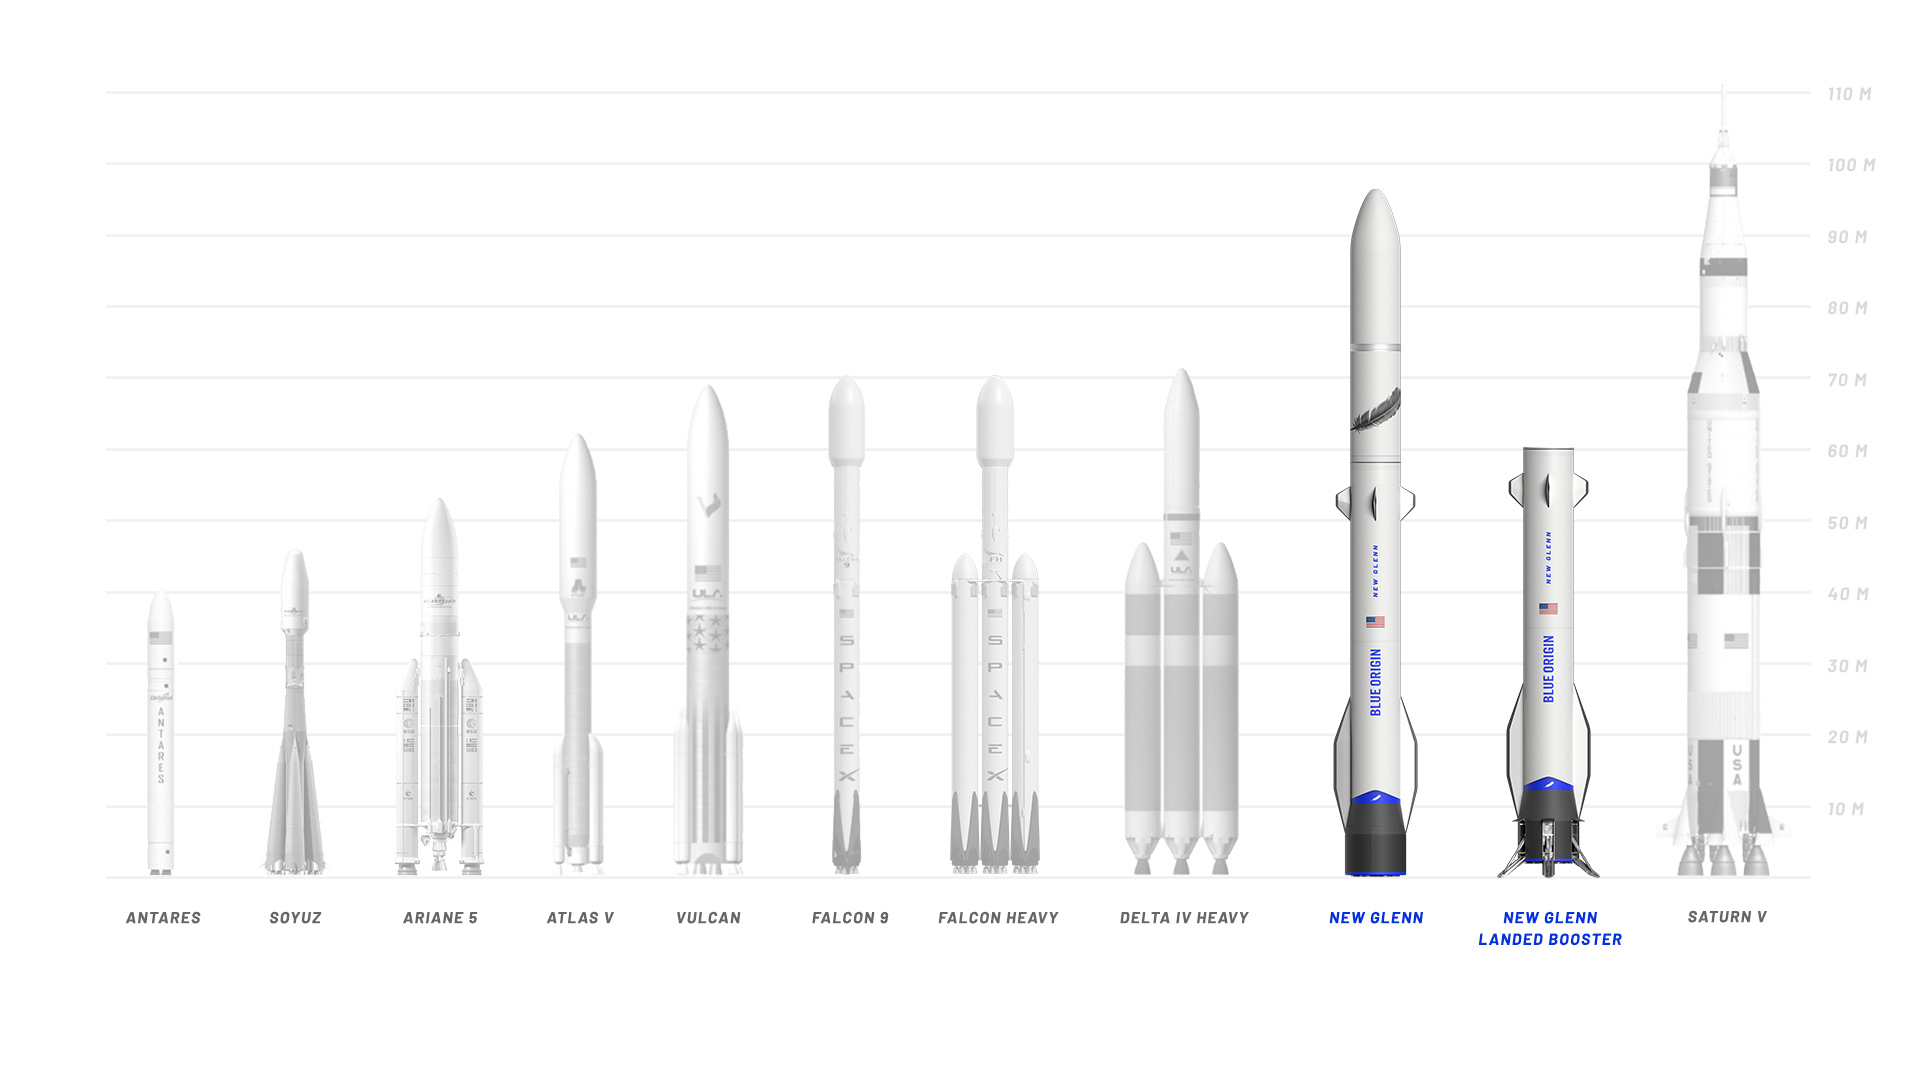 110 M
100 M
90 M
80 M
70 M
60 M
50 M
40 M
30 M
20 M
10 M
ANTARES
ULA
ULA
ULA
9
FH
SPACEX
SPACEX
NEW GLENN
BLUE ORIGIN
NEW GLENN
BLUE ORIGIN
USA
ANTARES
SOYUZ
ARIANE 5
ATLAS V
VULCAN
FALCON 9
FALCON HEAVY
DELTA IV HEAVY
NEW GLENN
NEW GLENN
LANDED BOOSTER
SATURN V